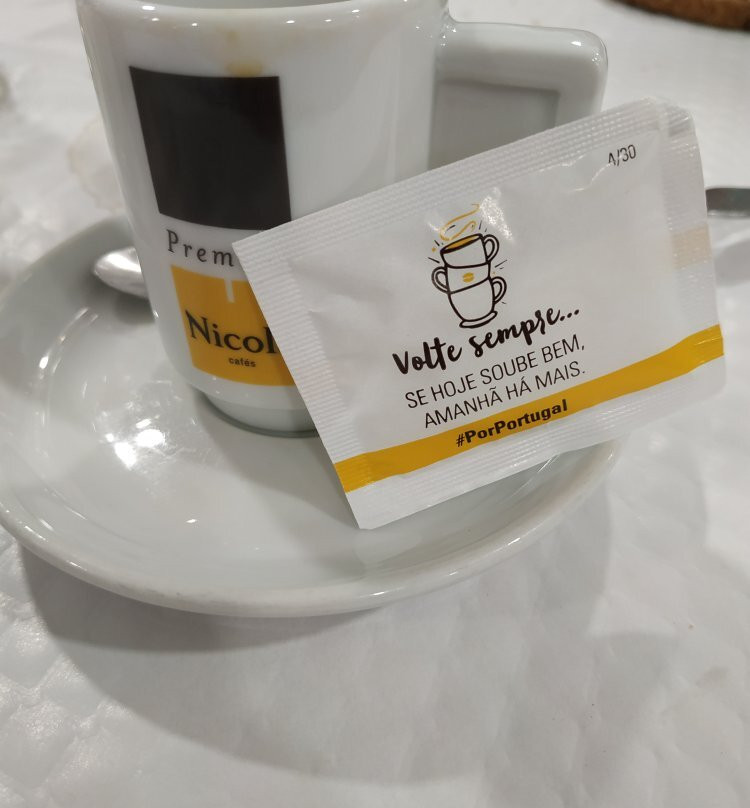 Prem
Nicol
cafés
4/30
Volte sempre...
SE HOJE SOUBE BEM,
AMANHÃ HÁ MAIS.
#PorPortugal